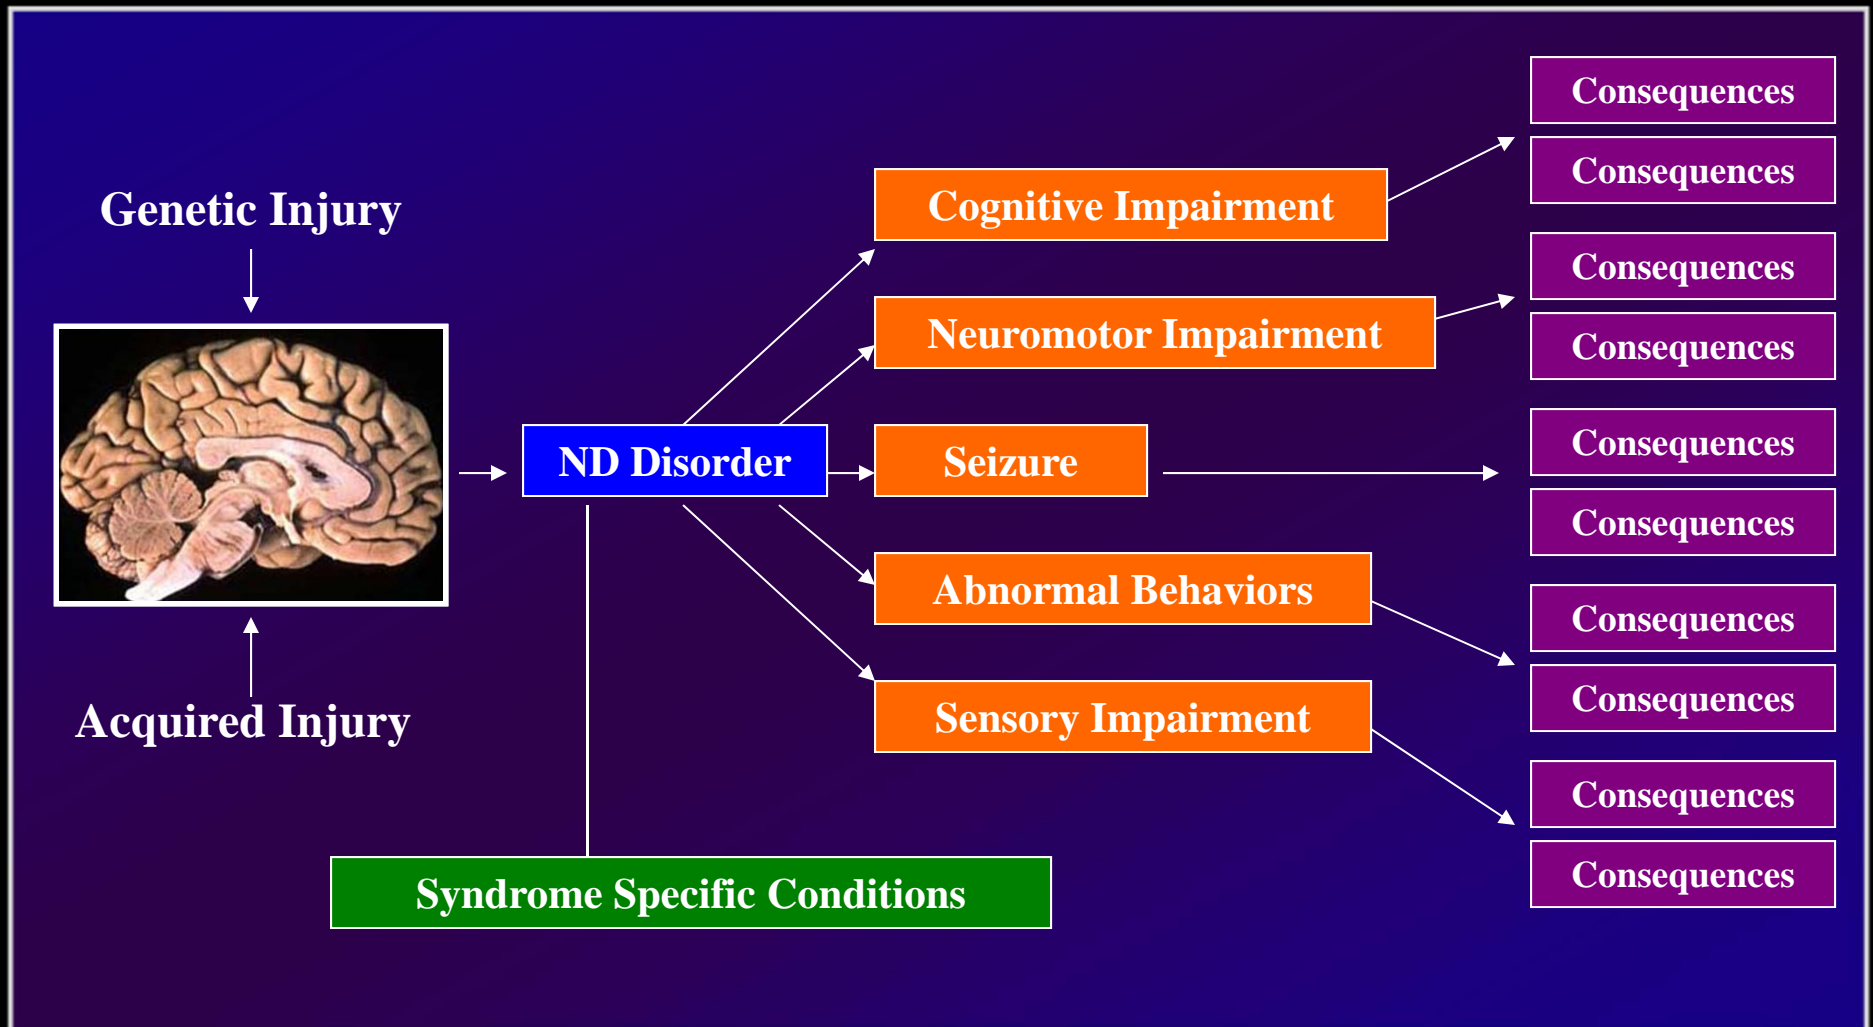 Genetic Injury
Acquired Injury
ND Disorder
Syndrome Specific Conditions
Cognitive Impairment
Neuromotor Impairment
Seizure
Abnormal Behaviors
Sensory Impairment
Consequences
Consequences
Consequences
Consequences
Consequences
Consequences
Consequences
Consequences
Consequences
Consequences